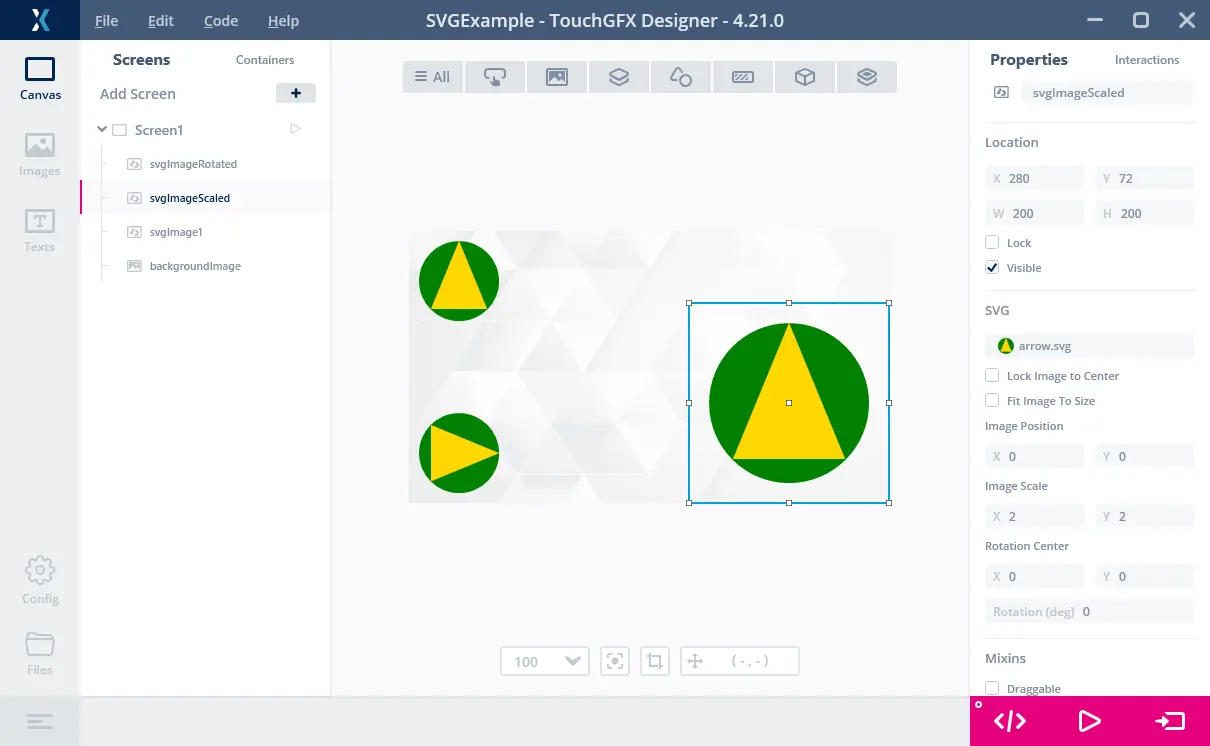 File Edit Code Help SVGExample - TouchGFX Designer - 4.21.0
Canvas
Images
Texts
Config
Files
Screens Containers
Add Screen +
Screen1
svgImageRotated
svgImageScaled
svgImage1
backgroundImage
All
100 (-,-)
Properties Interactions
svgImageScaled
Location
X 280 Y 72
W 200 H 200
Lock
Visible
SVG
arrow.svg
Lock Image to Center
Fit Image To Size
Image Position
X 0 Y 0
Image Scale
X 2 Y 2
Rotation Center
X 0 Y 0
Rotation (deg) 0
Mixins
Draggable